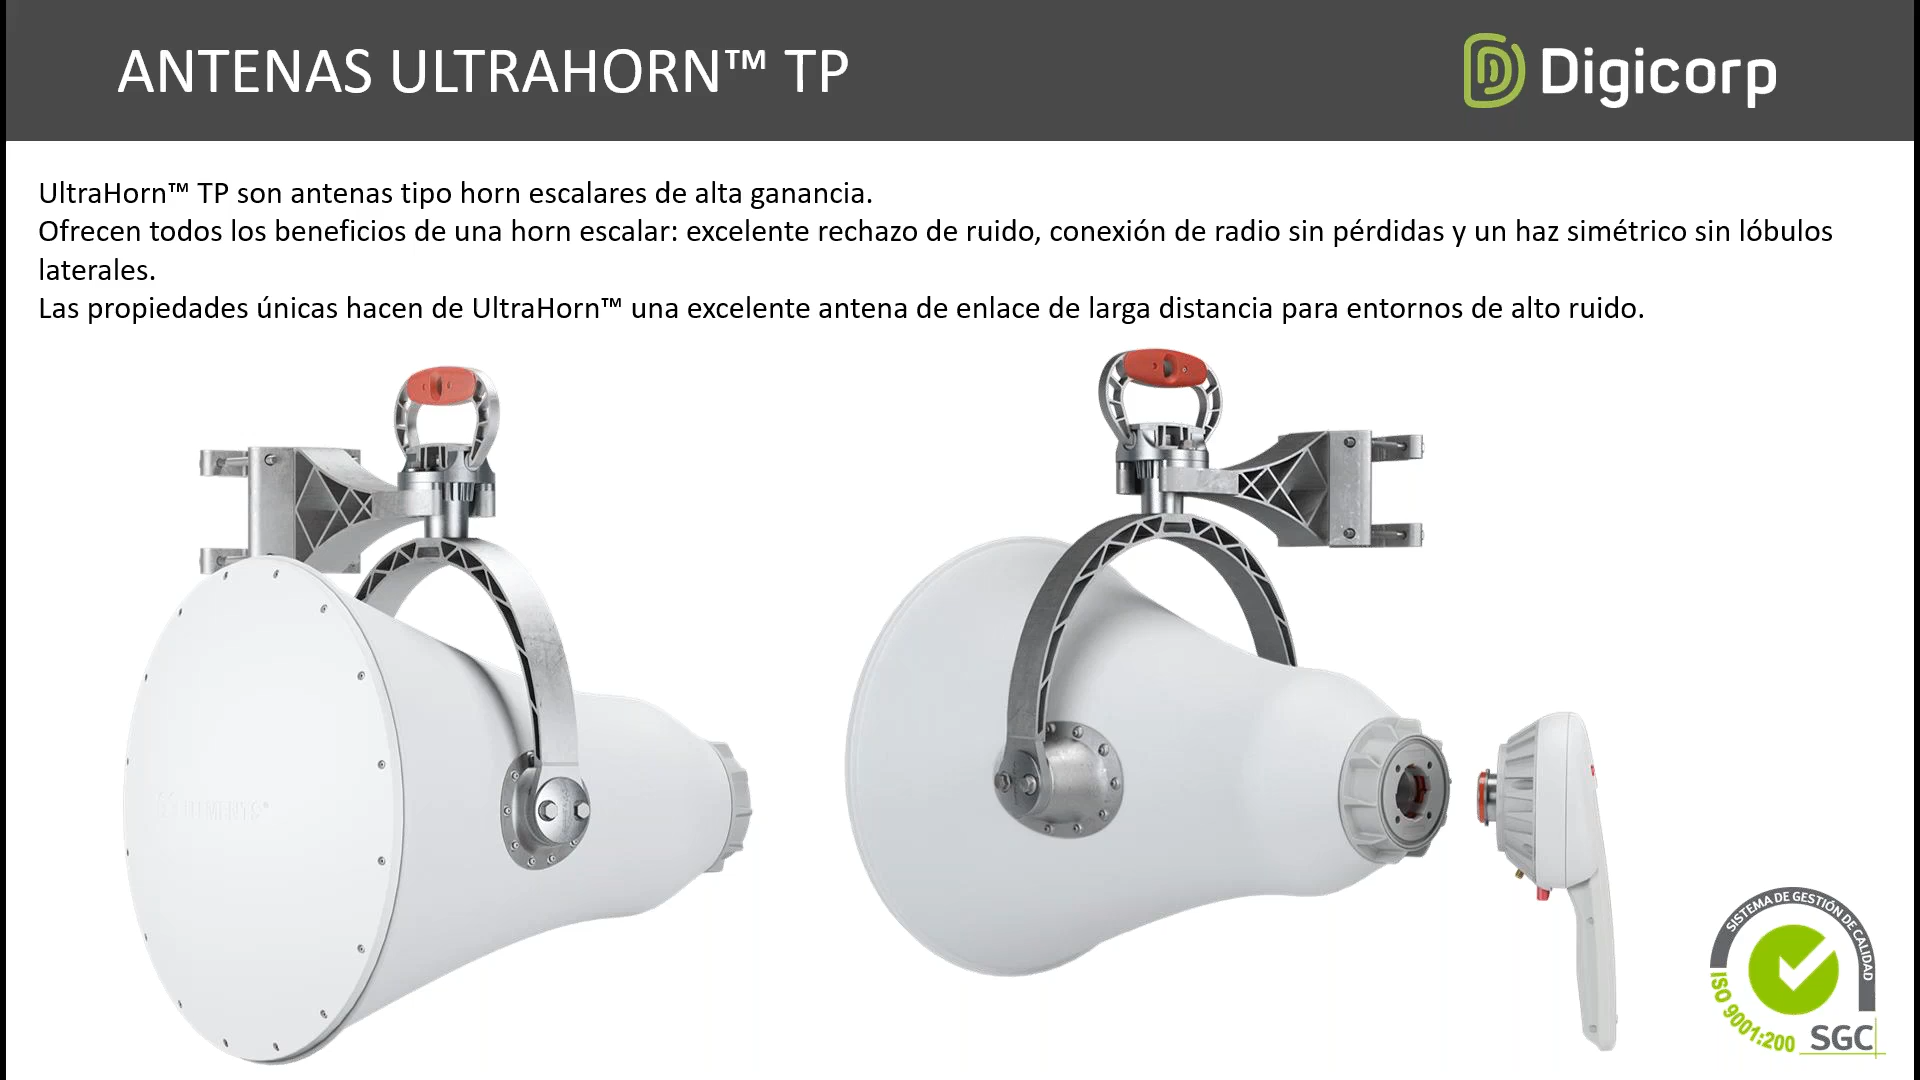 ANTENAS ULTRAHORN™ TP
Digicorp
UltraHorn™ TP son antenas tipo horn escalares de alta ganancia.
Ofrecen todos los beneficios de una horn escalar: excelente rechazo de ruido, conexión de radio sin pérdidas y un haz simétrico sin lóbulos
laterales.
Las propiedades únicas hacen de UltraHorn™ una excelente antena de enlace de larga distancia para entornos de alto ruido.
ELEMENTS®
SISTEMA DE GESTIÓN DE CALIDAD
ISO 9001:200
SGC